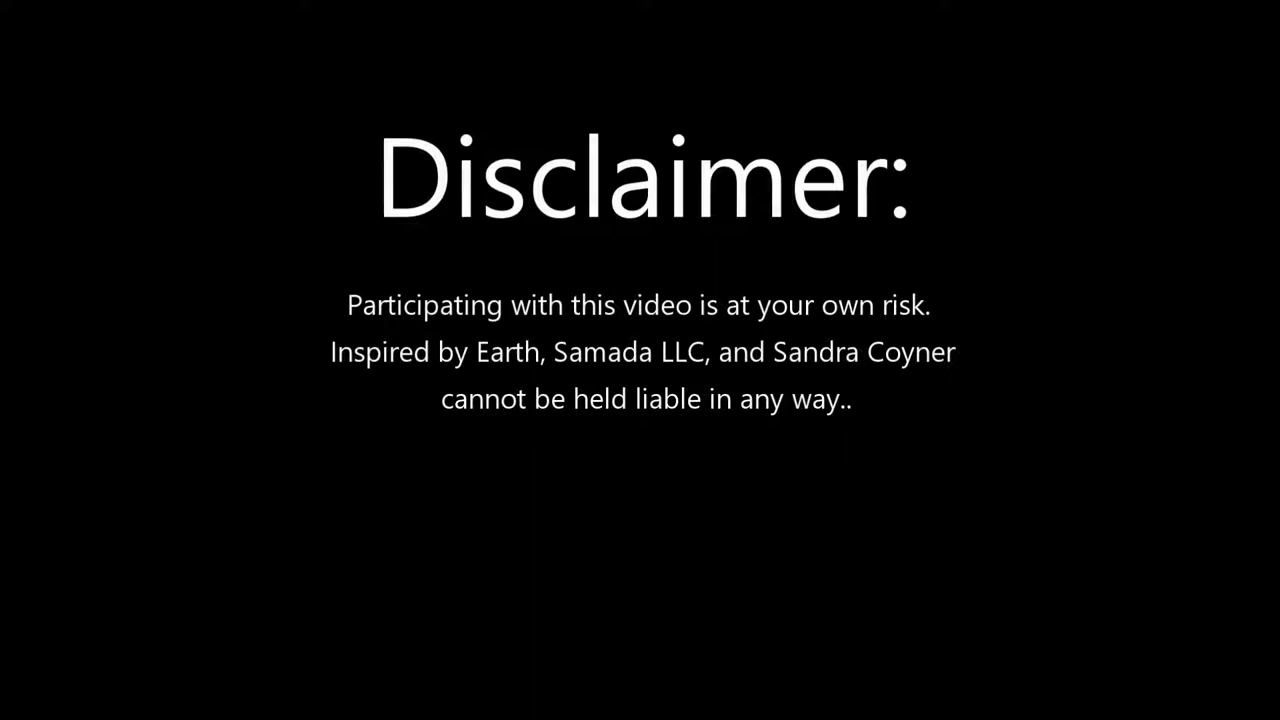 Disclaimer:
Participating with this video is at your own risk.
Inspired by Earth, Samada LLC, and Sandra Coyner
cannot be held liable in any way..